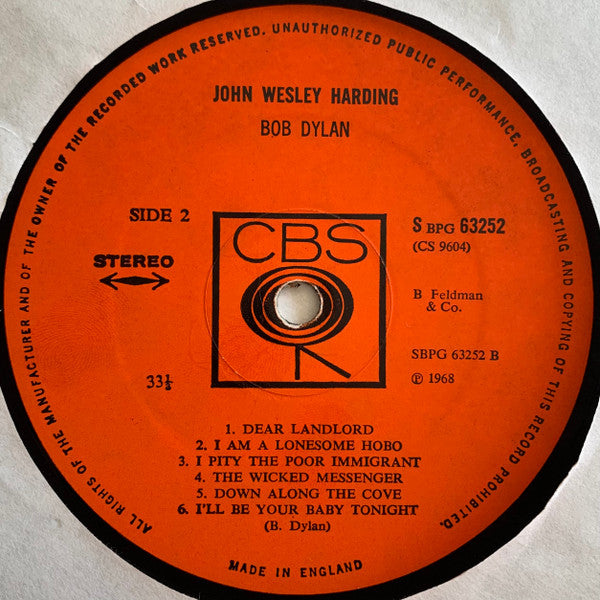 ALL RIGHTS OF THE MANUFACTURER AND OF THE OWNER OF THE RECORDED WORK RESERVED. UNAUTHORIZED PUBLIC PERFORMANCE, BROADCASTING AND COPYING OF THIS RECORD PROHIBITED.
JOHN WESLEY HARDING
BOB DYLAN
SIDE 2
S BPG 63252
(CS 9604)
STEREO
CBS
B Feldman
& Co.
SBPG 63252 B
33⅓
℗ 1968
1. DEAR LANDLORD
2. I AM A LONESOME HOBO
3. I PITY THE POOR IMMIGRANT
4. THE WICKED MESSENGER
5. DOWN ALONG THE COVE
6. I'LL BE YOUR BABY TONIGHT
(B. Dylan)
MADE IN ENGLAND